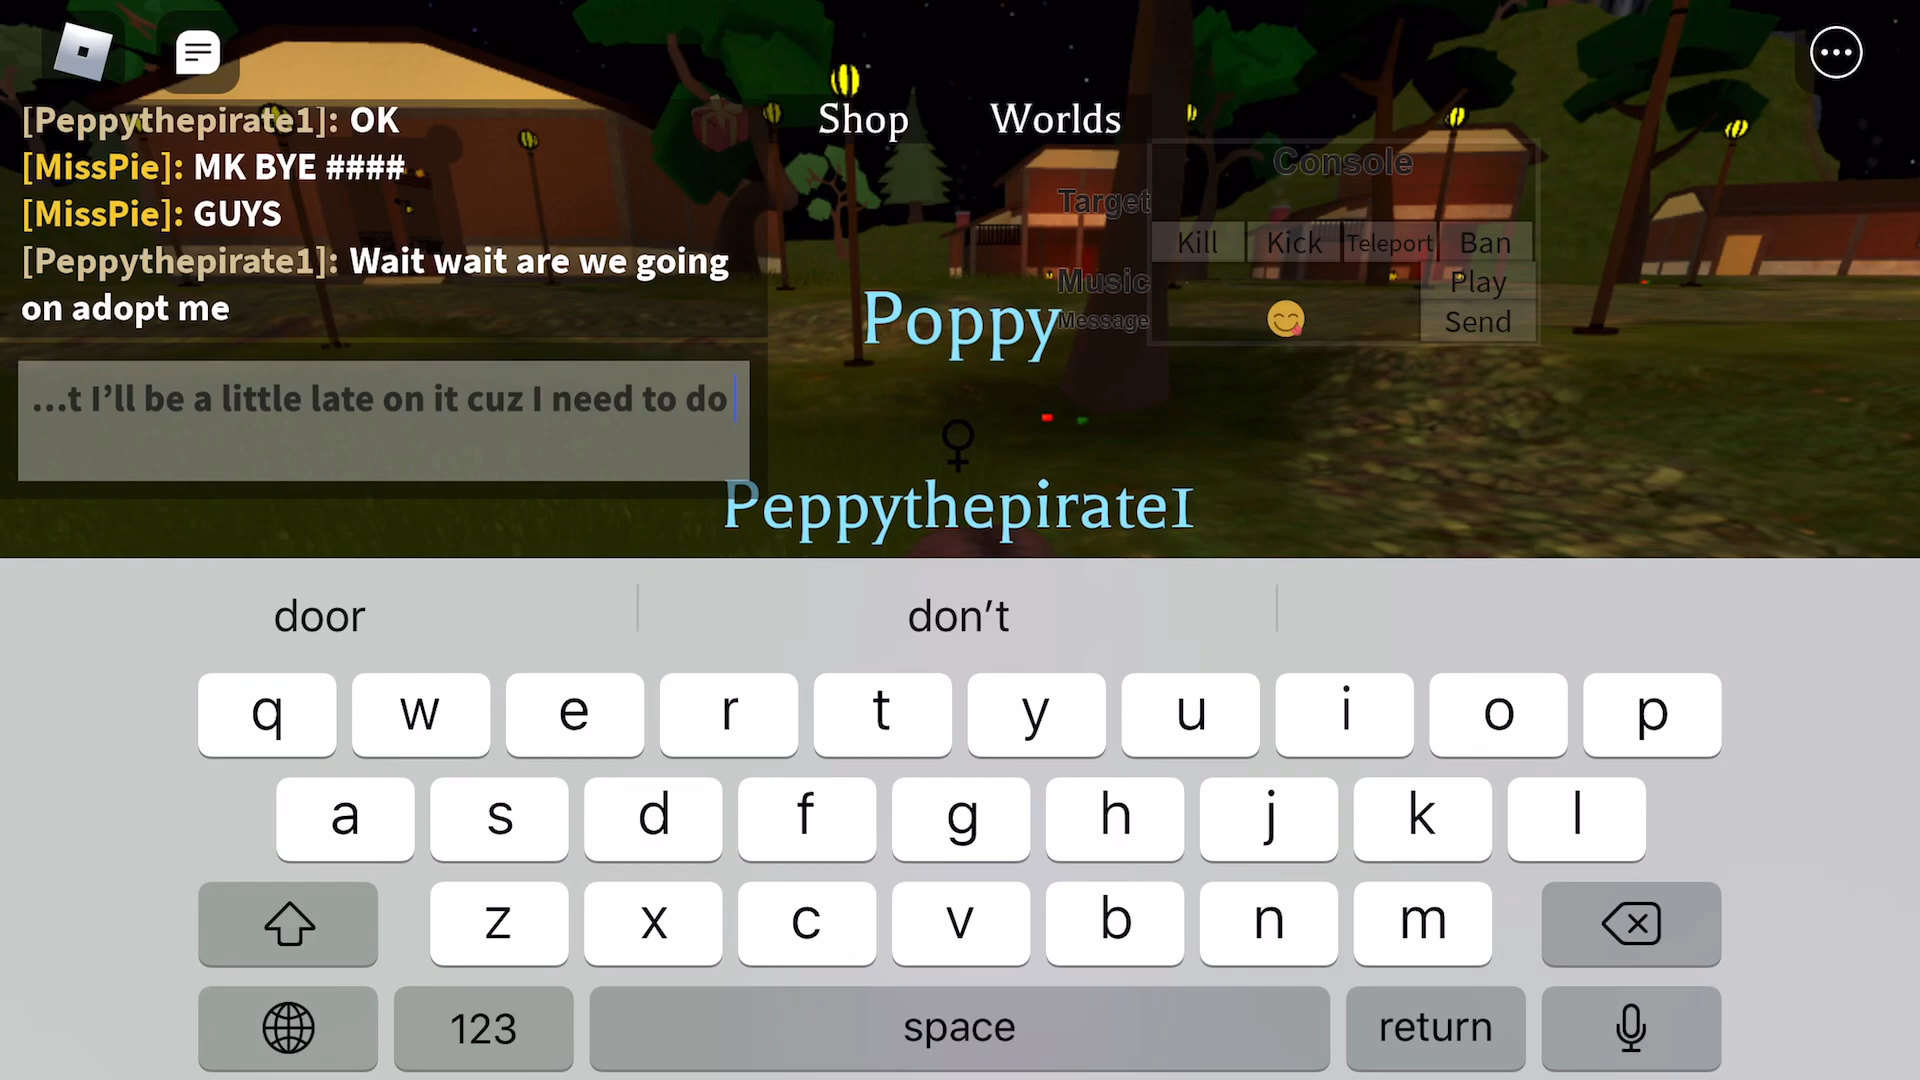 [Peppythepirate1]: OK
[MissPie]: MK BYE ####
[MissPie]: GUYS
[Peppythepirate1]: Wait wait are we going
on adopt me
...t I’ll be a little late on it cuz I need to do
Shop Worlds
Console
Target
Kill Kick Teleport Ban
Music Play
Message 😋 Send
Poppy
♀
Peppythepirate1
door don’t
q w e r t y u i o p
a s d f g h j k l
z x c v b n m
123 space return